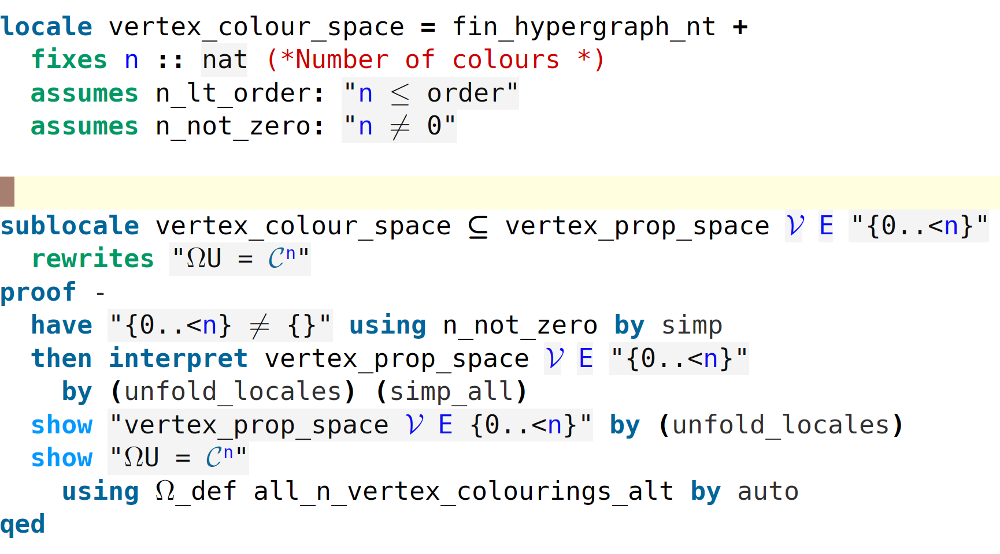 locale vertex_colour_space = fin_hypergraph_nt +
  fixes n :: nat (*Number of colours *)
  assumes n_lt_order: "n ≤ order"
  assumes n_not_zero: "n ≠ 0"
sublocale vertex_colour_space ⊆ vertex_prop_space 𝒱 E "{0..<n}"
  rewrites "ΩU = 𝒞ⁿ"
proof -
  have "{0..<n} ≠ {}" using n_not_zero by simp
  then interpret vertex_prop_space 𝒱 E "{0..<n}"
    by (unfold_locales) (simp_all)
  show "vertex_prop_space 𝒱 E {0..<n}" by (unfold_locales)
  show "ΩU = 𝒞ⁿ"
    using Ω_def all_n_vertex_colourings_alt by auto
qed